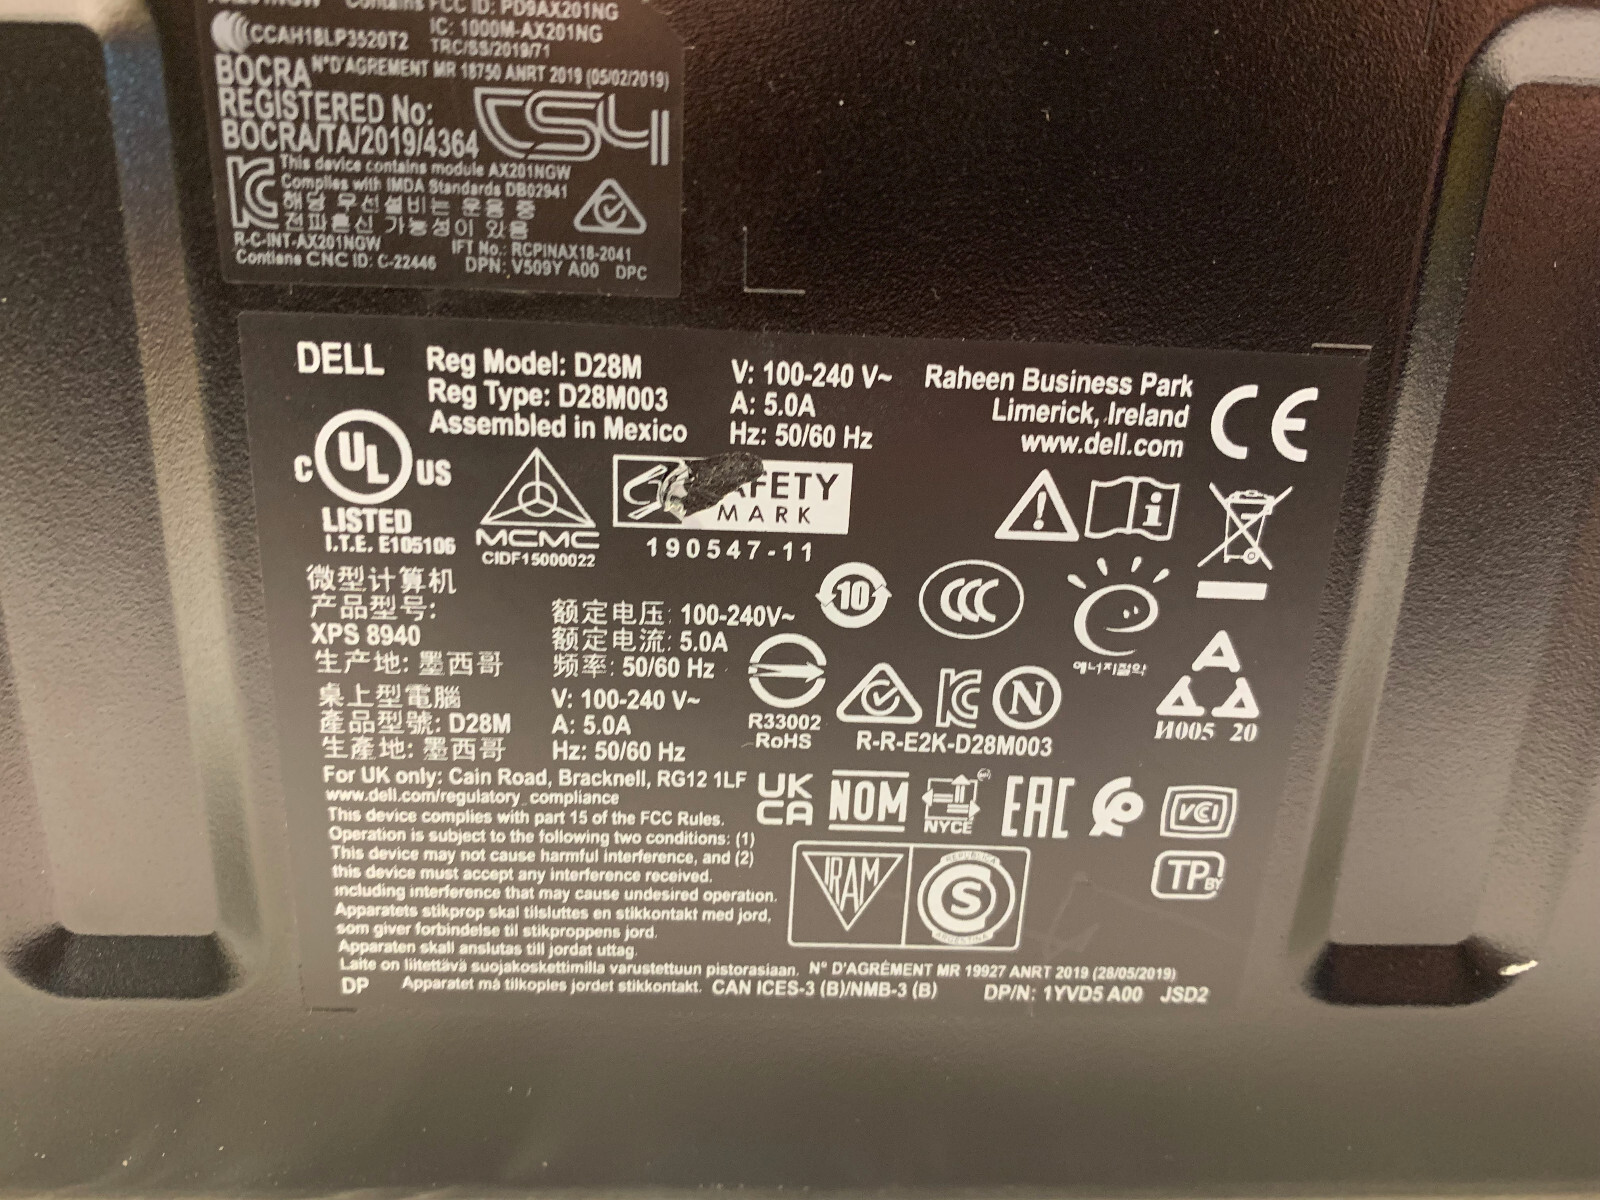 Contains FCC ID: PD9AX201NG
IC: 1000M-AX201NG
CCAH18LP3520T2 TRC/SS/2019/71
BOCRA N°D'AGREMENT MR 18750 ANRT 2019 (05/02/2019)
REGISTERED No:
BOCRA/TA/2019/4364
This device contains module AX201NGW
Complies with IMDA Standards DB02941
해당 무선설비는 운용 중
전파혼신 가능성이 있음
R-C-INT-AX201NGW IFT No.: RCPINAX18-2041
Contiene CNC ID: C-22446 DPN: V509Y A00 DPC
DELL
Reg Model: D28M
Reg Type: D28M003
Assembled in Mexico
V: 100-240 V~
A: 5.0A
Hz: 50/60 Hz
Raheen Business Park
Limerick, Ireland
www.dell.com
CE
C UL US
LISTED
I.T.E. E105106
MCMC
CIDF15000022
FETY
MARK
190547-11
微型计算机
产品型号:
XPS 8940
生产地: 墨西哥
额定电压: 100-240V~
额定电流: 5.0A
频率: 50/60 Hz
10
CCC
에너지절약
桌上型電腦
產品型號: D28M
生產地: 墨西哥
V: 100-240 V~
A: 5.0A
Hz: 50/60 Hz
R33002
RoHS
N
R-R-E2K-D28M003
И005 20
For UK only: Cain Road, Bracknell, RG12 1LF
www.dell.com/regulatory_compliance
This device complies with part 15 of the FCC Rules.
Operation is subject to the following two conditions: (1)
This device may not cause harmful interference, and (2)
this device must accept any interference received.
including interference that may cause undesired operation.
Apparatets stikprop skal tilsluttes en stikkontakt med jord,
som giver forbindelse til stikproppens jord.
Apparaten skall anslutas till jordat uttag.
Laite on liitettävä suojakoskettimilla varustettuun pistorasiaan. N° D'AGRÉMENT MR 19927 ANRT 2019 (28/05/2019)
DP Apparatet må tilkoples jordet stikkontakt. CAN ICES-3 (B)/NMB-3 (B) DP/N: 1YVD5 A00 JSD2
UK
CA
NOM
NYCE
EAC
VCI
IRAM
REPUBLICA
S
ARGENTINA
TP
BY